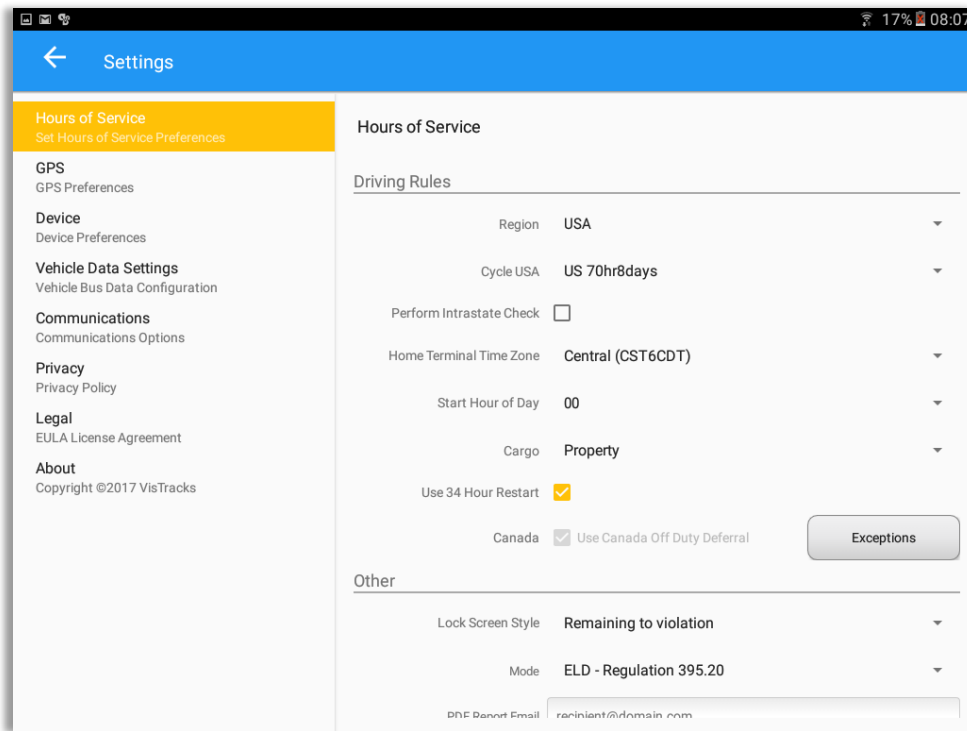 17% 08:07
Settings
Hours of Service
Set Hours of Service Preferences
GPS
GPS Preferences
Device
Device Preferences
Vehicle Data Settings
Vehicle Bus Data Configuration
Communications
Communications Options
Privacy
Privacy Policy
Legal
EULA License Agreement
About
Copyright ©2017 VisTracks
Hours of Service
Driving Rules
Region USA
Cycle USA US 70hr8days
Perform Intrastate Check
Home Terminal Time Zone Central (CST6CDT)
Start Hour of Day 00
Cargo Property
Use 34 Hour Restart
Canada Use Canada Off Duty Deferral Exceptions
Other
Lock Screen Style Remaining to violation
Mode ELD - Regulation 395.20
PDF Report Email recipient@domain.com